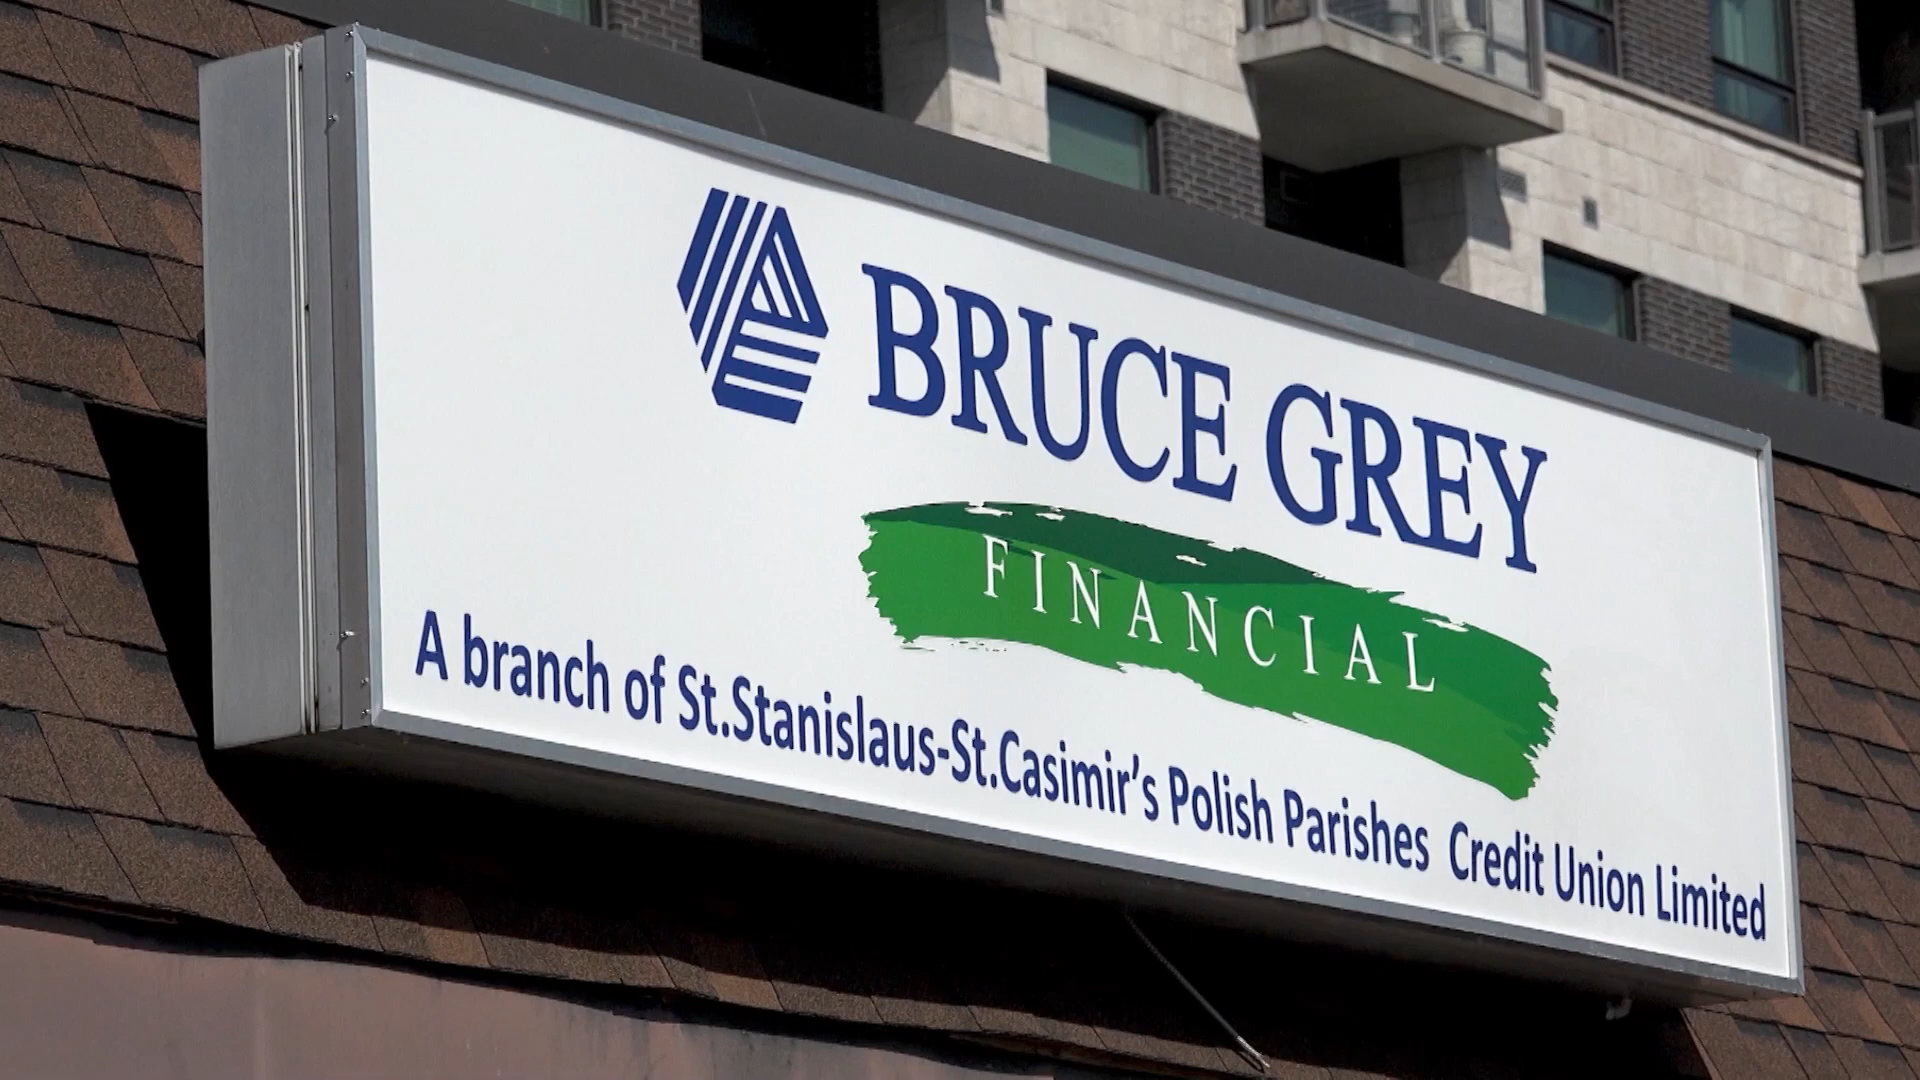 BRUCE GREY
FINANCIAL
A branch of St.Stanislaus-St.Casimir's Polish Parishes Credit Union Limited